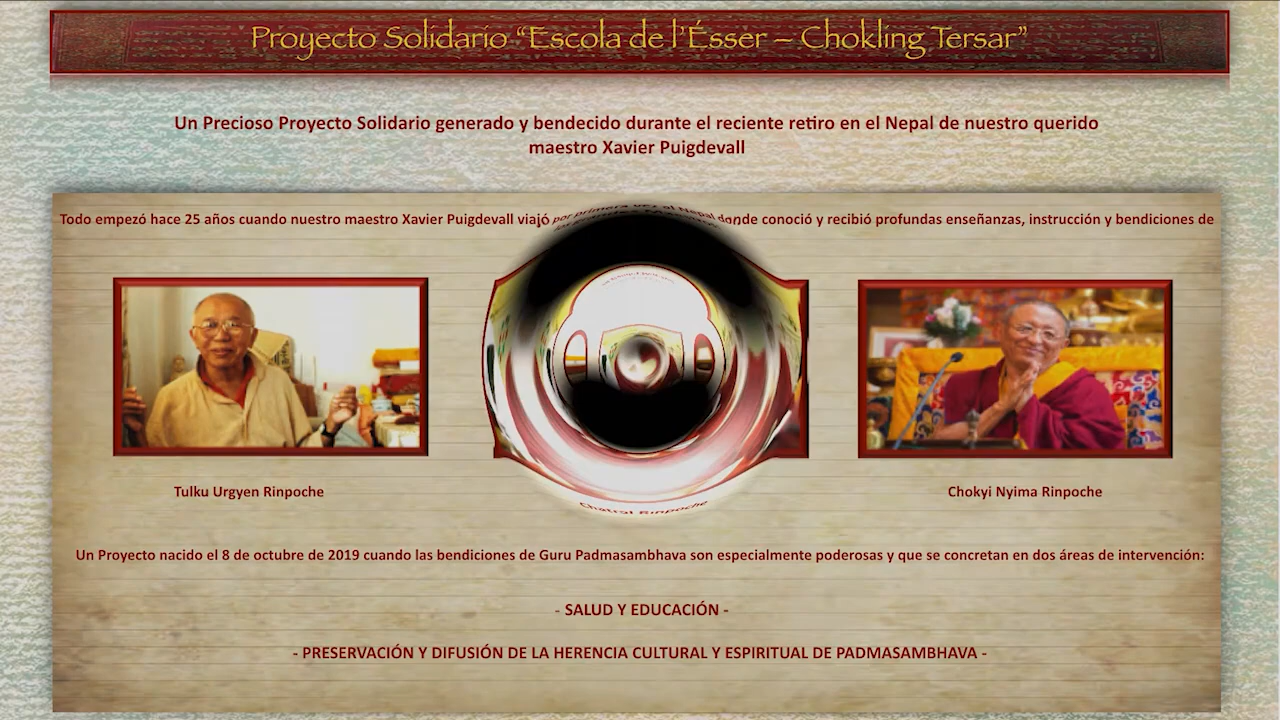 Proyecto Solidario “Escola de l’Ésser – Chokling Tersar”
Un Precioso Proyecto Solidario generado y bendecido durante el reciente retiro en el Nepal de nuestro querido
maestro Xavier Puigdevall
Todo empezó hace 25 años cuando nuestro maestro Xavier Puigdevall viajó por primera vez al Nepal donde conoció y recibió profundas enseñanzas, instrucción y bendiciones de
Tulku Urgyen Rinpoche
Chatral Rinpoche
Chokyi Nyima Rinpoche
Un Proyecto nacido el 8 de octubre de 2019 cuando las bendiciones de Guru Padmasambhava son especialmente poderosas y que se concretan en dos áreas de intervención:
- SALUD Y EDUCACIÓN -
- PRESERVACIÓN Y DIFUSIÓN DE LA HERENCIA CULTURAL Y ESPIRITUAL DE PADMASAMBHAVA -